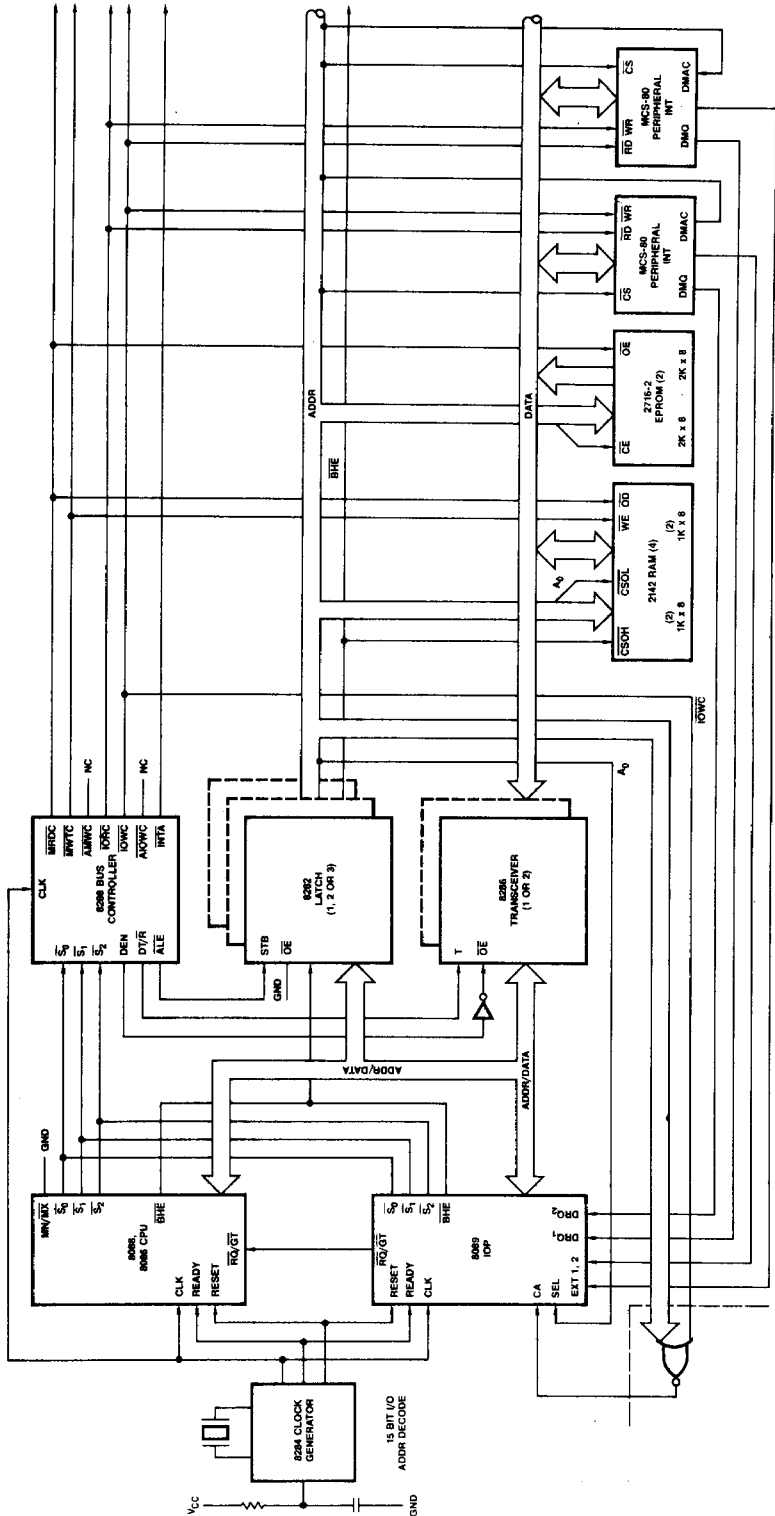 VCC
GND
8284 CLOCK
GENERATOR
15 BIT I/O
ADDR DECODE
8088,
8086 CPU
MN/MX
GND
S0
S1
S2
BHE
CLK
READY
RESET
RQ/GT
8089
IOP
RQ/GT
RESET
READY
CLK
S0
S1
S2
BHE
CA
SEL
EXT 1, 2
DRQ1
DRQ2
ADDR/DATA
ADDR/DATA
8288 BUS
CONTROLLER
CLK
S0
S1
S2
DEN
DT/R
ALE
MRDC
MWTC
AMWC
NC
IORC
IOWC
AIOWC
NC
INTA
8282
LATCH
(1, 2 OR 3)
STB
OE
GND
8286
TRANSCEIVER
(1 OR 2)
T
OE
A0
IOWC
ADDR
BHE
DATA
2142 RAM (4)
CSOH
CSOL
A0
WE
OD
(2)
1K x 8
(2)
1K x 8
2716-2
EPROM (2)
CE
OE
2K x 8
2K x 8
MCS-80
PERIPHERAL
INT
CS
RD
WR
DMQ
DMAC
MCS-80
PERIPHERAL
INT
RD
WR
CS
DMQ
DMAC